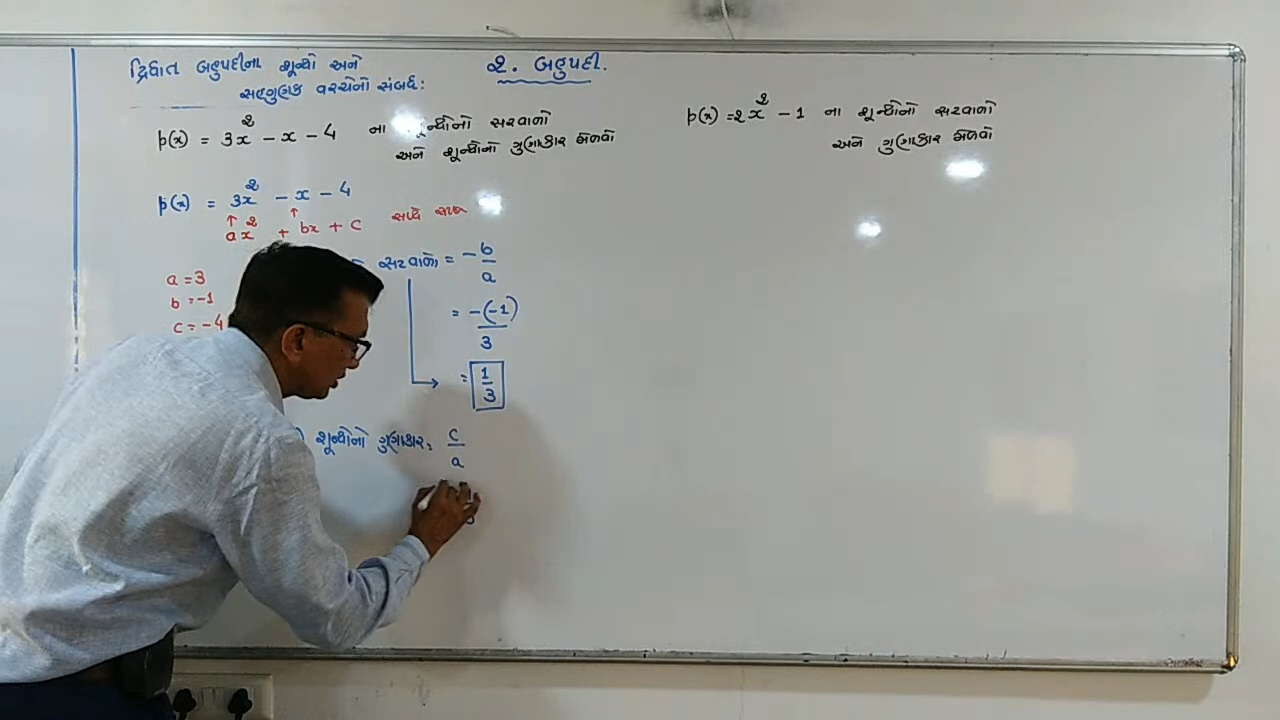 દ્વિઘાત બહુપદીના શૂન્યો અને
સહગુણક વચ્ચેનો સંબંધ:
૨. બહુપદી.
p(x) = 3x² - x - 4 ના શૂન્યોનો સરવાળો
અને શૂન્યોનો ગુણાકાર મેળવો
p(x) = 3x² - x - 4
ax² + bx + c સાથે
a = 3
b = -1
c = -4
સરવાળો = -b/a
= -(-1)/3
= 1/3
શૂન્યોનો ગુણાકાર = c/a
p(x) = 2x² - 1 ના શૂન્યોનો સરવાળો
અને ગુણાકાર મેળવો